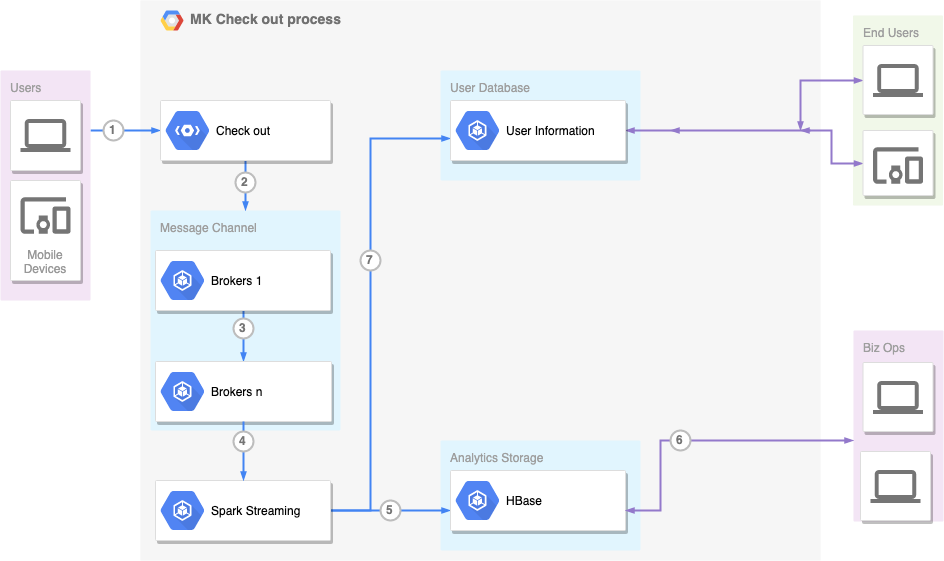 MK Check out process
Users
Mobile
Devices
1
Check out
2
Message Channel
Brokers 1
3
Brokers n
4
Spark Streaming
5
7
User Database
User Information
Analytics Storage
HBase
6
End Users
Biz Ops